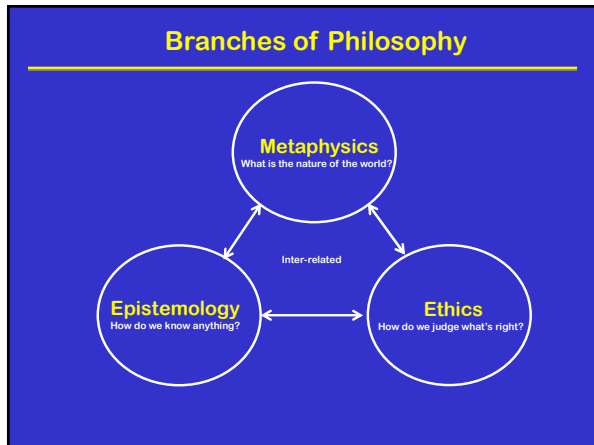 Branches of Philosophy
Metaphysics
What is the nature of the world?
Inter-related
Epistemology
How do we know anything?
Ethics
How do we judge what's right?